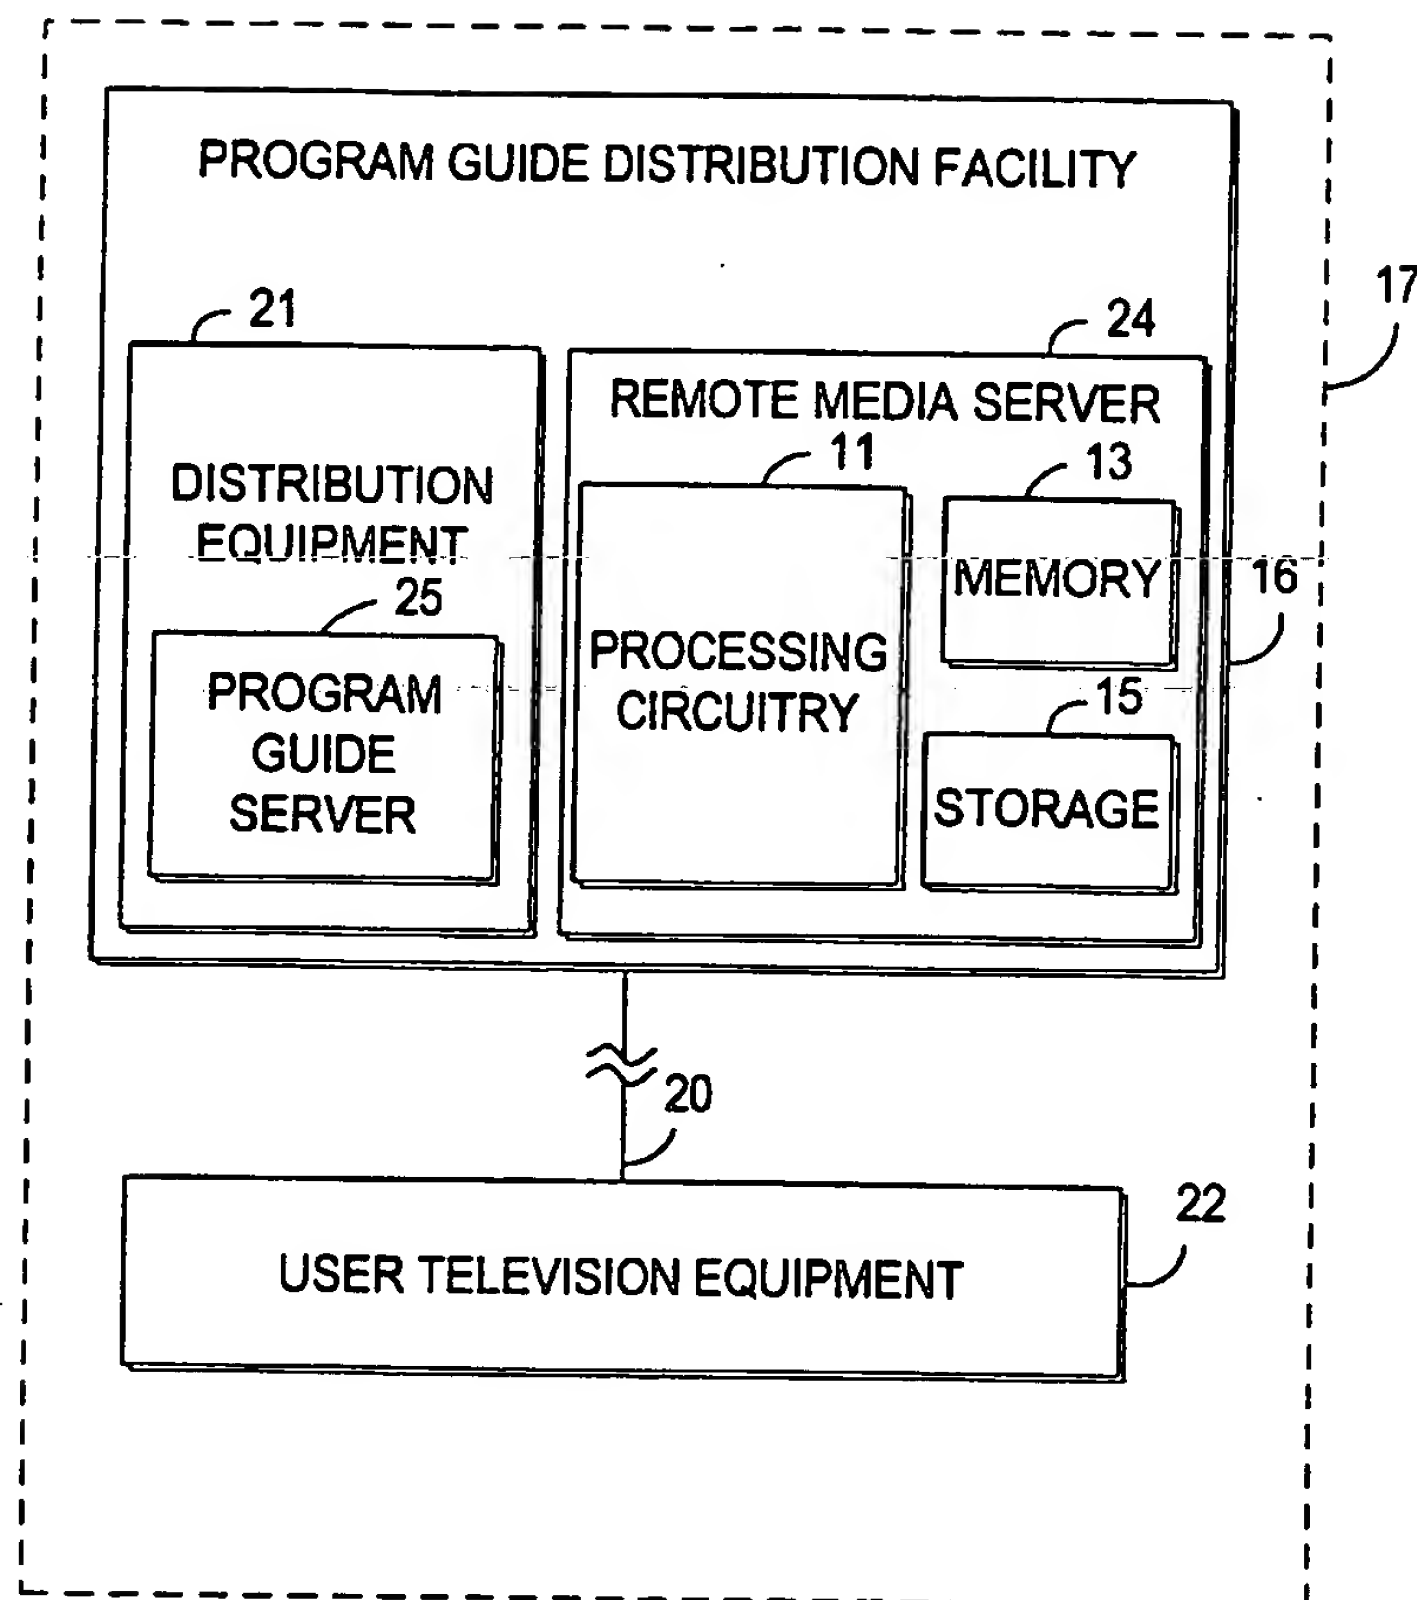 PROGRAM GUIDE DISTRIBUTION FACILITY
17
21
24
DISTRIBUTION
EQUIPMENT
REMOTE MEDIA SERVER
11
13
25
PROGRAM
GUIDE
SERVER
PROCESSING
CIRCUITRY
MEMORY
16
15
STORAGE
20
22
USER TELEVISION EQUIPMENT